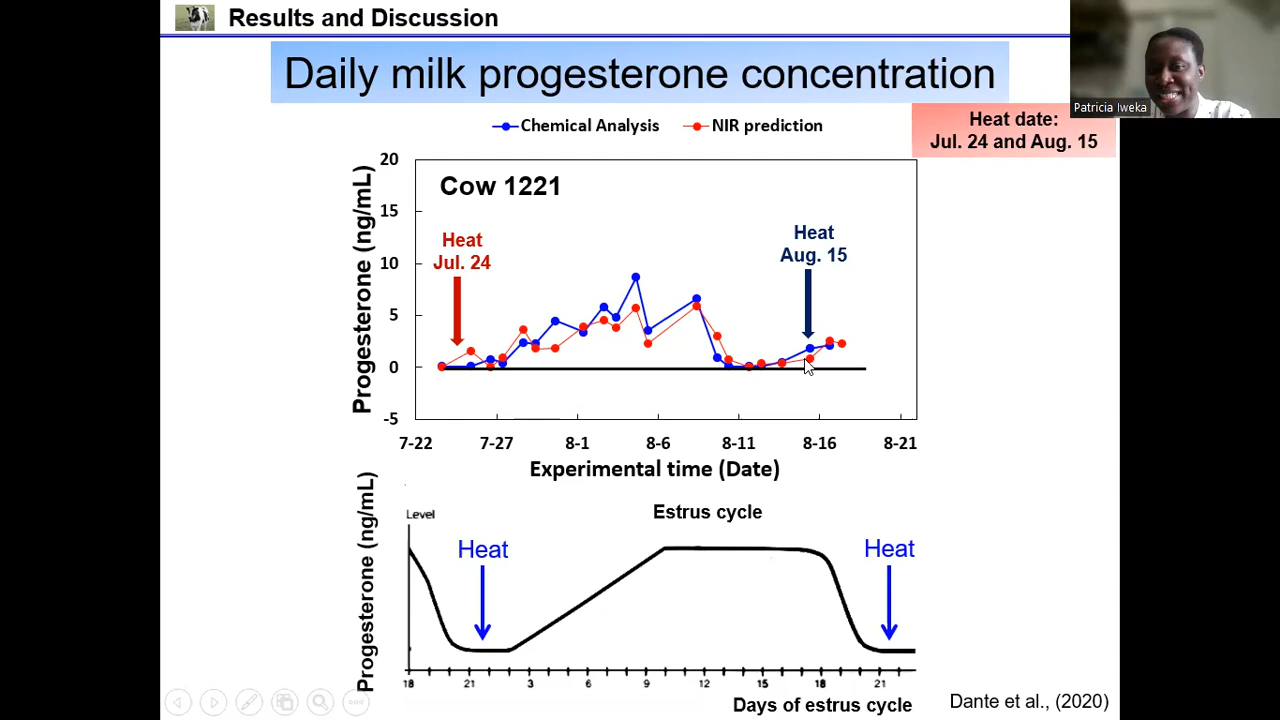 Results and Discussion
Daily milk progesterone concentration
Patricia Iweka
Heat date:
Jul. 24 and Aug. 15
Chemical Analysis
NIR prediction
Progesterone (ng/mL)
20
15
10
5
0
-5
Cow 1221
Heat
Jul. 24
Heat
Aug. 15
7-22 7-27 8-1 8-6 8-11 8-16 8-21
Experimental time (Date)
Progesterone (ng/mL)
Level
Estrus cycle
Heat
Heat
18 21 3 6 9 12 15 18 21
Days of estrus cycle
Dante et al., (2020)